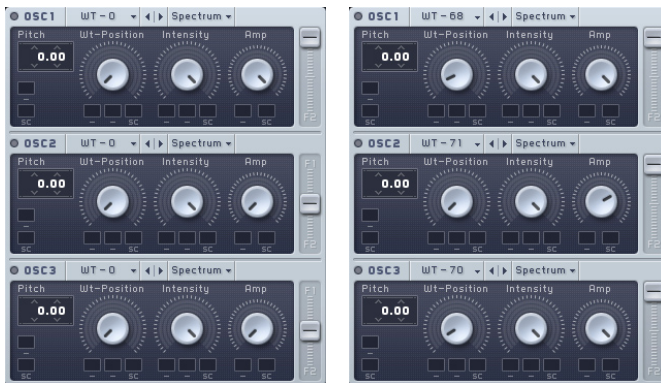 OSC1 WT - 0 Spectrum
Pitch Wt-Position Intensity Amp
0.00
SC SC SC F2
OSC2 WT - 0 Spectrum
Pitch Wt-Position Intensity Amp F1
0.00
SC SC SC F2
OSC3 WT - 0 Spectrum
Pitch Wt-Position Intensity Amp F1
0.00
SC SC SC F2
OSC1 WT - 68 Spectrum
Pitch Wt-Position Intensity Amp
0.00
SC SC SC F2
OSC2 WT - 71 Spectrum
Pitch Wt-Position Intensity Amp
0.00
SC SC SC F2
OSC3 WT - 70 Spectrum
Pitch Wt-Position Intensity Amp
0.00
SC SC SC F2